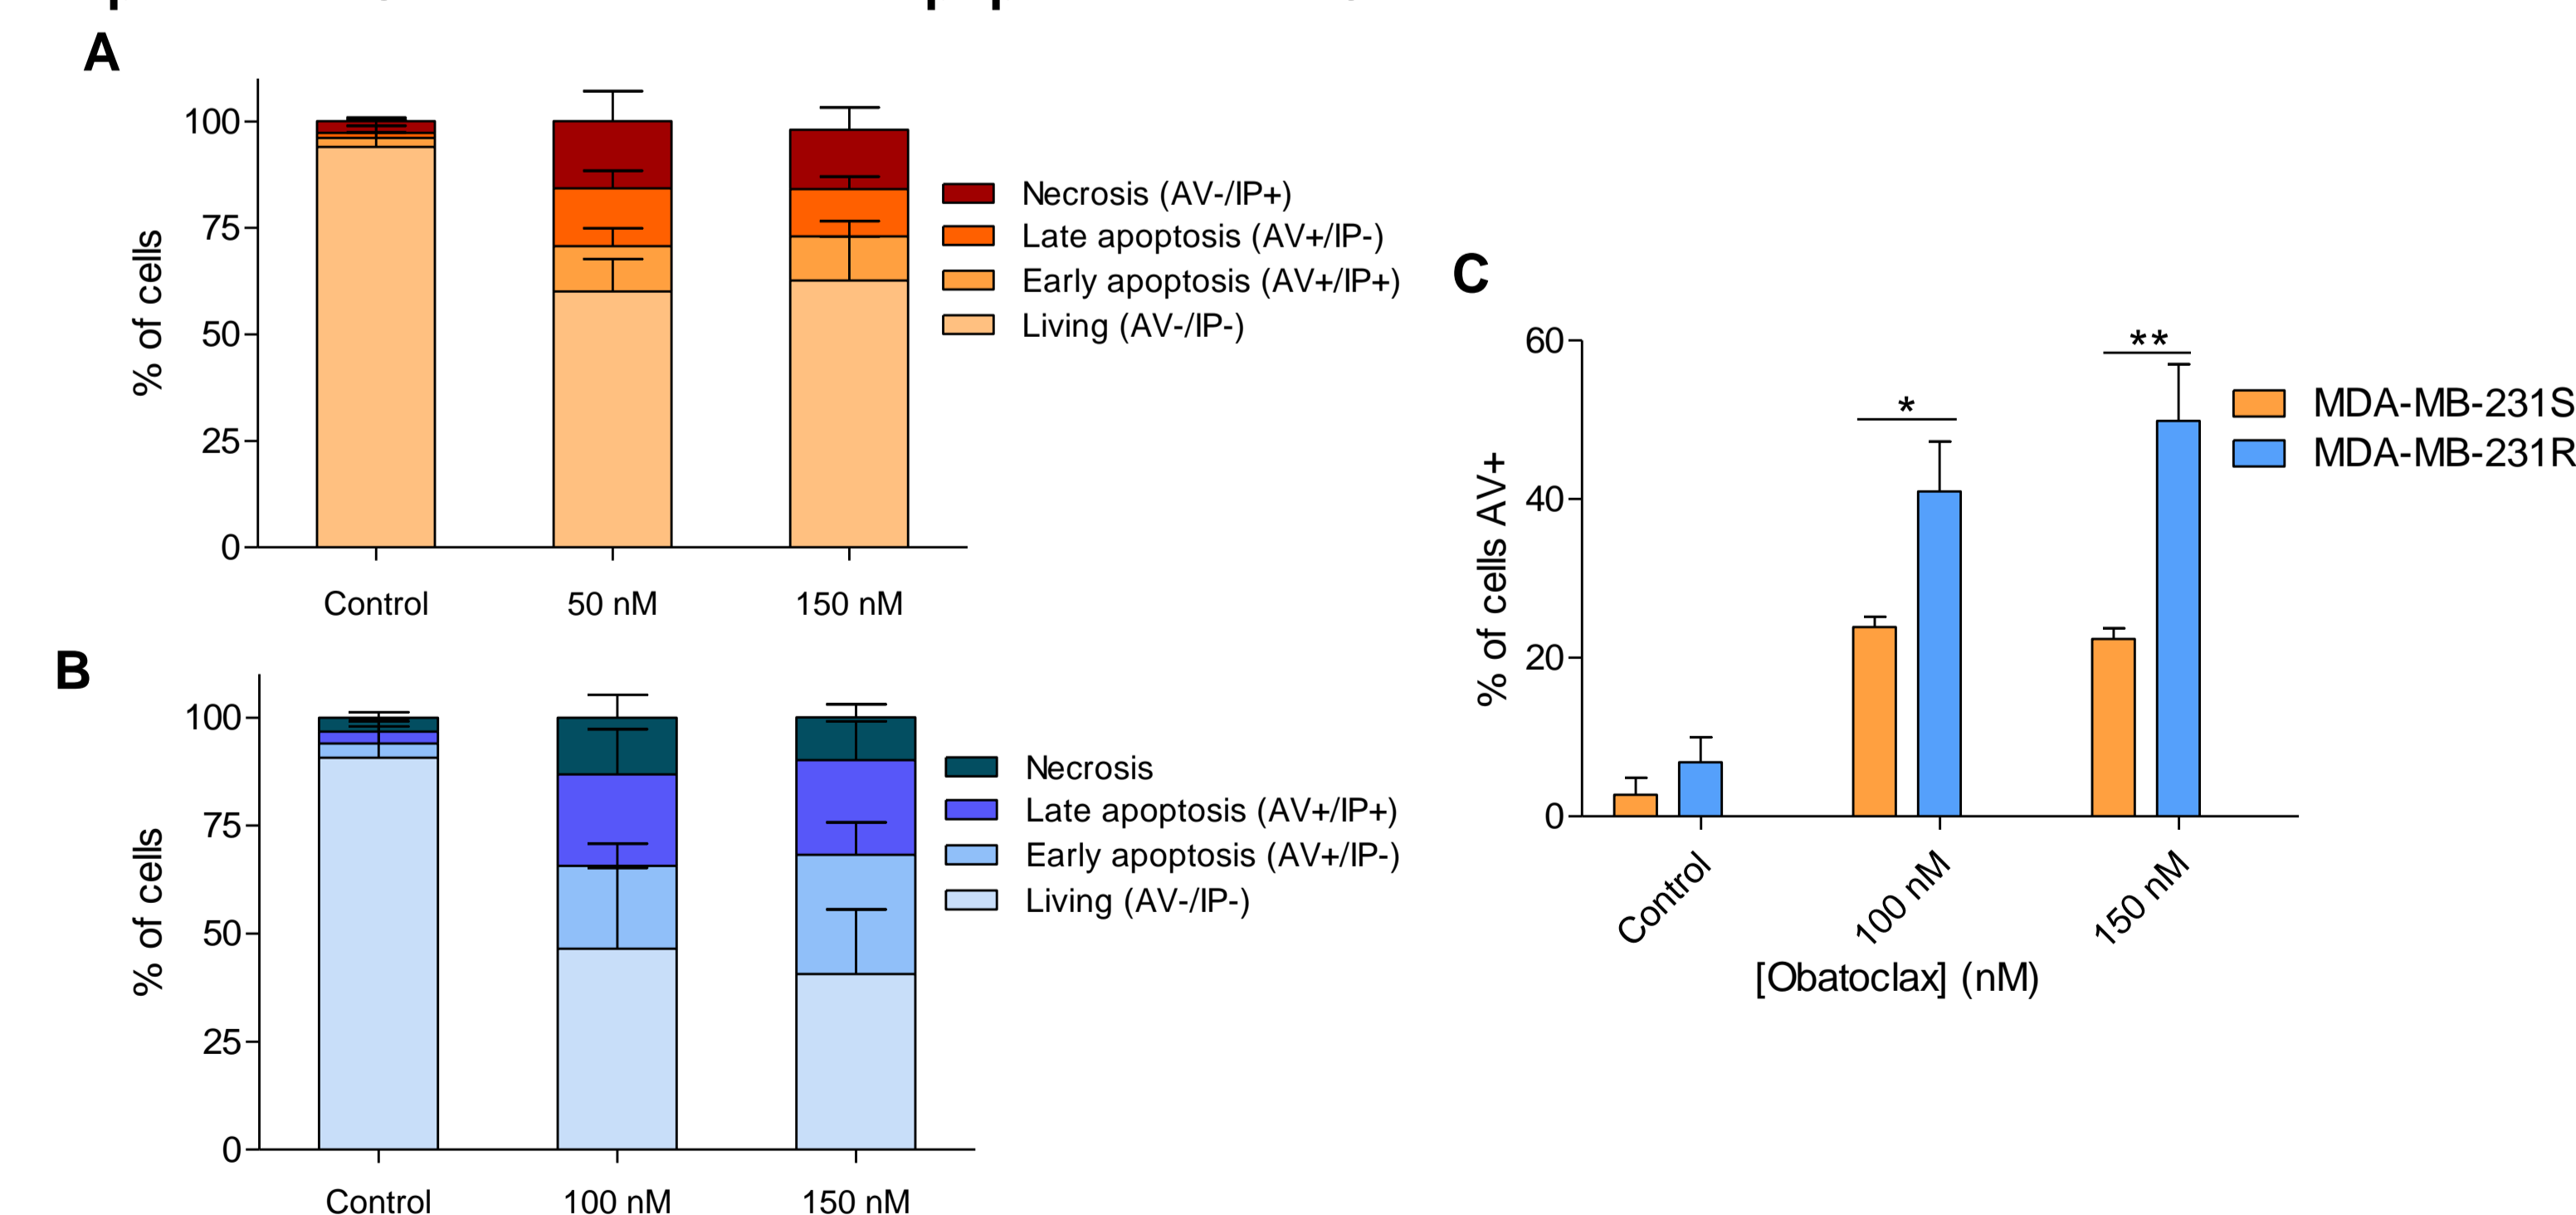 A
100
75
50
25
0
% of cells
Control
50 nM
150 nM
Necrosis (AV-/IP+)
Late apoptosis (AV+/IP-)
Early apoptosis (AV+/IP+)
Living (AV-/IP-)
B
100
75
50
25
0
% of cells
Control
100 nM
150 nM
Necrosis
Late apoptosis (AV+/IP+)
Early apoptosis (AV+/IP-)
Living (AV-/IP-)
C
60
40
20
0
% of cells AV+
*
**
Control
100 nM
150 nM
[Obatoclax] (nM)
MDA-MB-231S
MDA-MB-231R